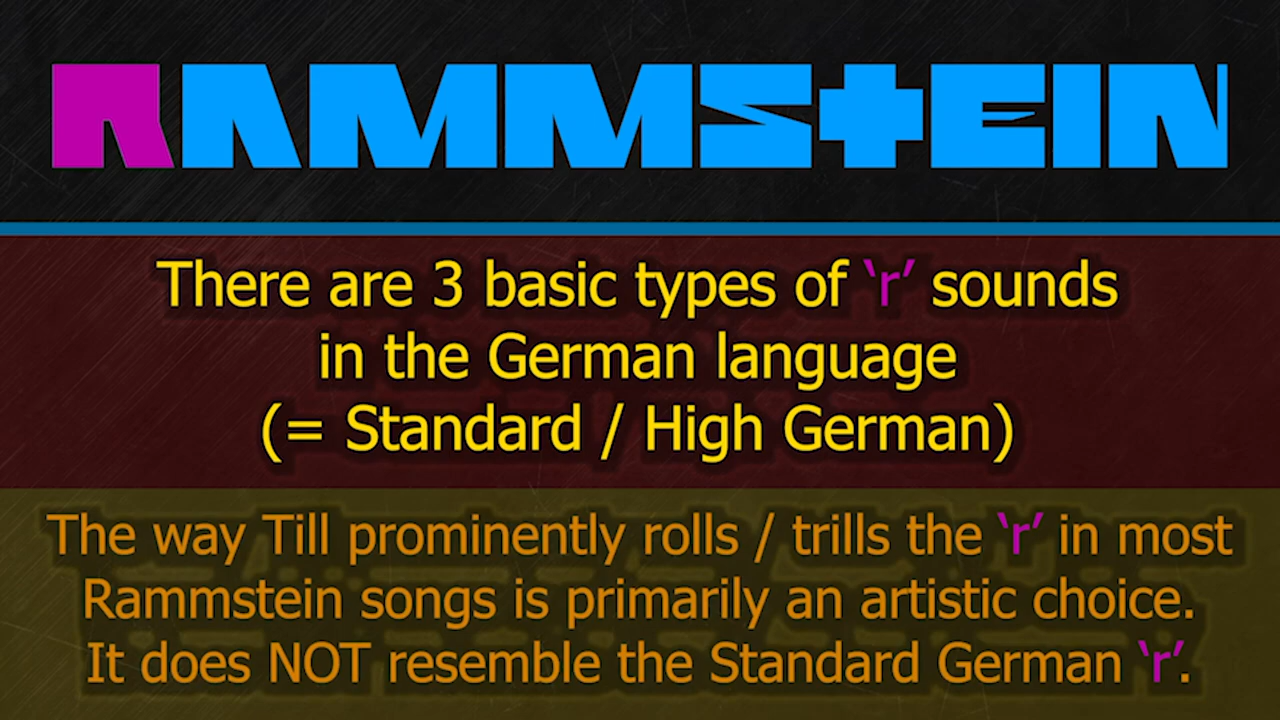 RAMMSTEIN
There are 3 basic types of ‘r’ sounds
in the German language
(= Standard / High German)
The way Till prominently rolls / trills the ‘r’ in most
Rammstein songs is primarily an artistic choice.
It does NOT resemble the Standard German ‘r’.